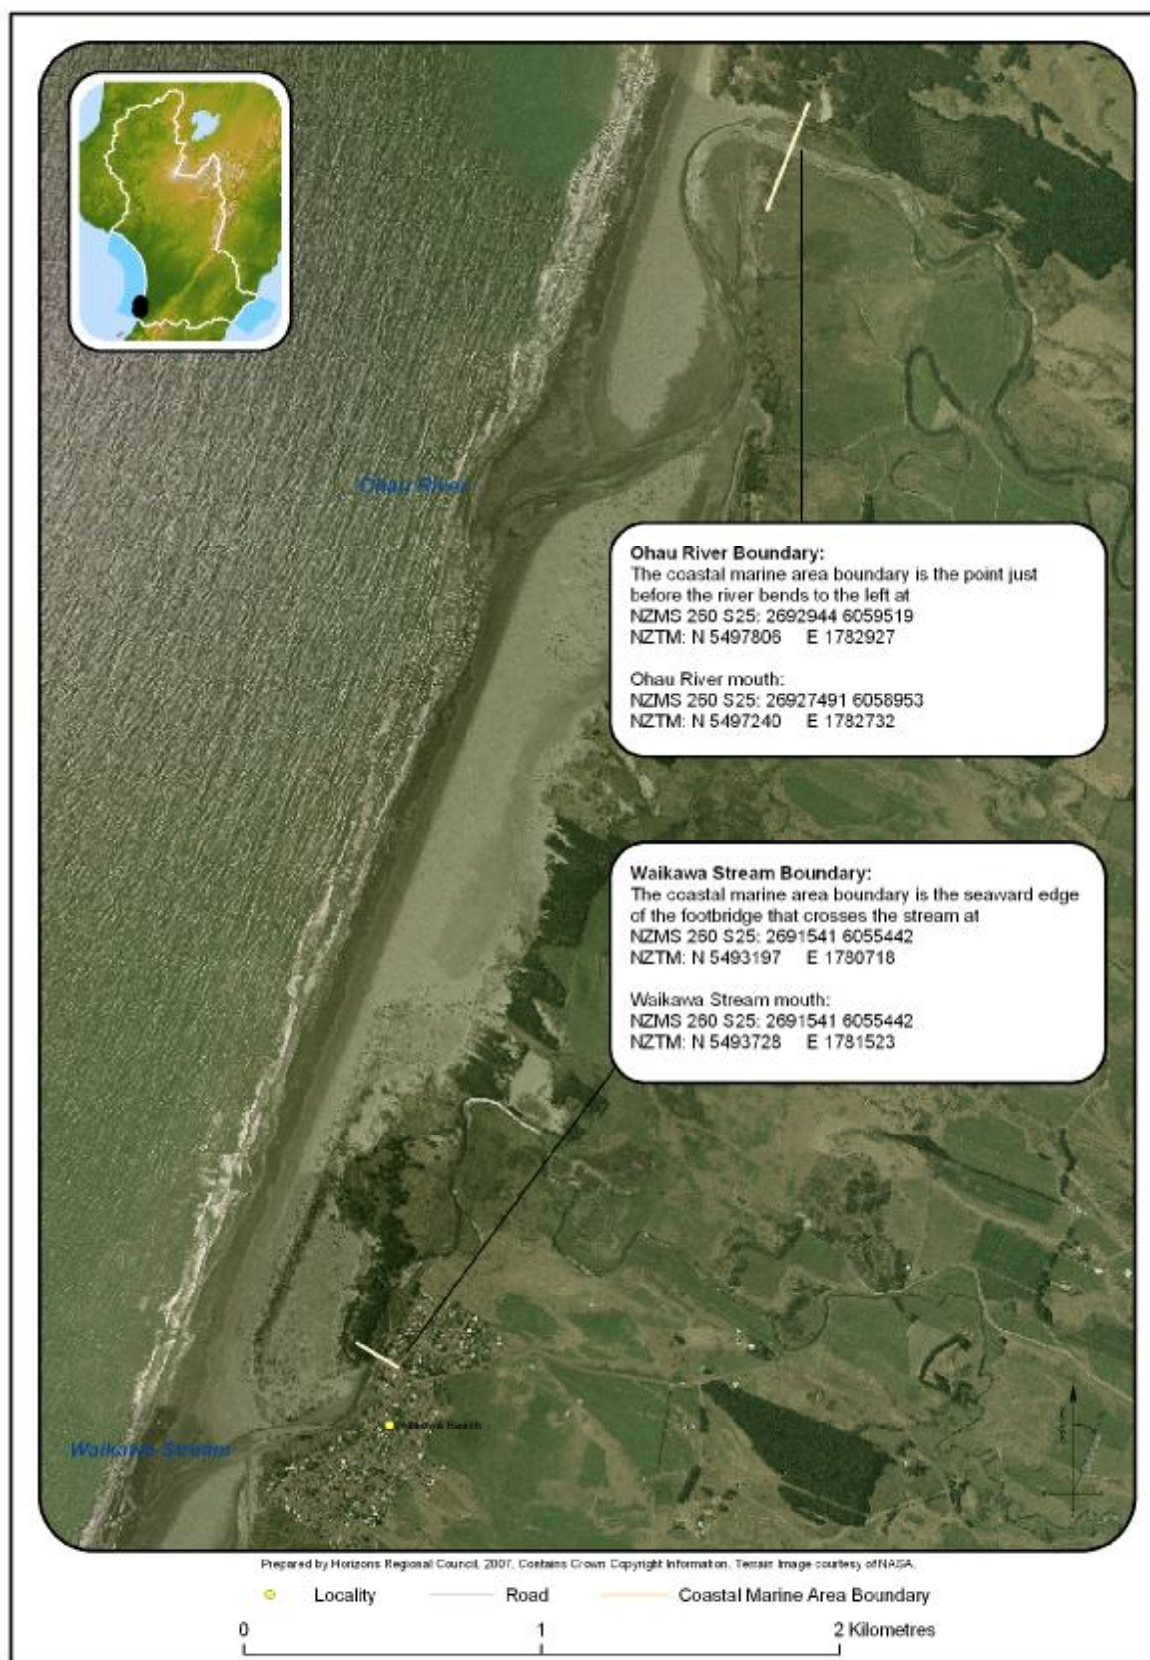 Ohau River
Ohau River Boundary:
The coastal marine area boundary is the point just
before the river bends to the left at
NZMS 260 S25: 2692944 6059519
NZTM: N 5497806 E 1782927
Ohau River mouth:
NZMS 260 S25: 26927491 6058953
NZTM: N 5497240 E 1782732
Waikawa Stream Boundary:
The coastal marine area boundary is the seaward edge
of the footbridge that crosses the stream at
NZMS 260 S25: 2691541 6055442
NZTM: N 5493197 E 1780718
Waikawa Stream mouth:
NZMS 260 S25: 2691541 6055442
NZTM: N 5493728 E 1781523
Waikawa Beach
Waikawa Stream
Prepared by Horizons Regional Council, 2007. Contains Crown Copyright Information. Terrain Image courtesy of NASA.
Locality Road Coastal Marine Area Boundary
0 1 2 Kilometres